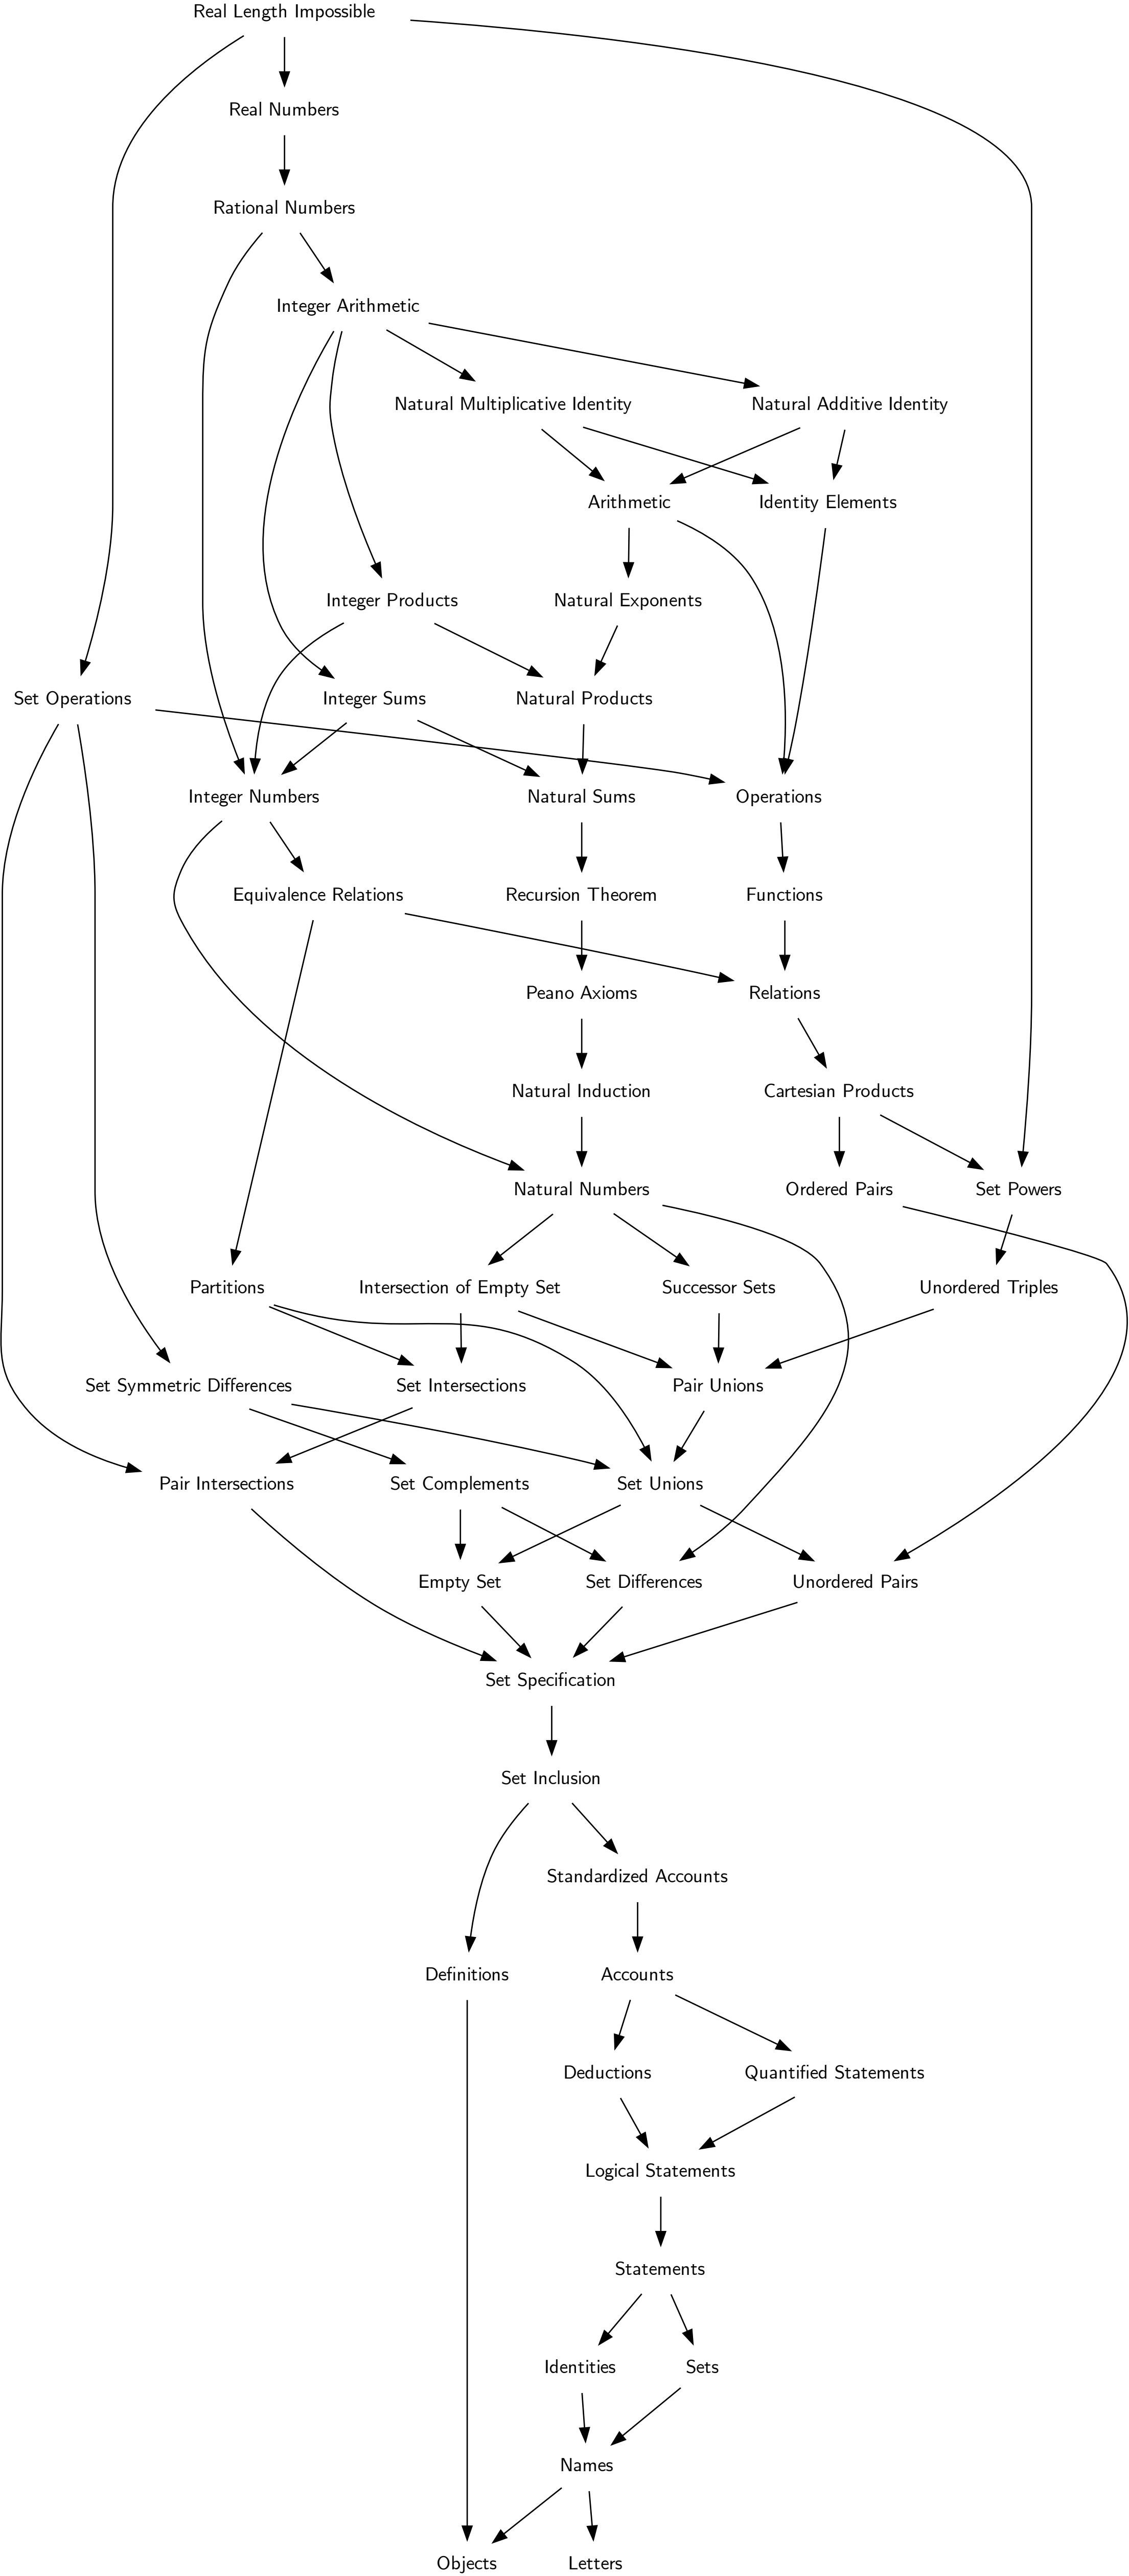 Real Length Impossible
Real Numbers
Rational Numbers
Integer Arithmetic
Natural Multiplicative Identity
Natural Additive Identity
Arithmetic
Identity Elements
Integer Products
Natural Exponents
Set Operations
Integer Sums
Natural Products
Integer Numbers
Natural Sums
Operations
Equivalence Relations
Recursion Theorem
Functions
Peano Axioms
Relations
Natural Induction
Cartesian Products
Natural Numbers
Ordered Pairs
Set Powers
Partitions
Intersection of Empty Set
Successor Sets
Unordered Triples
Set Symmetric Differences
Set Intersections
Pair Unions
Pair Intersections
Set Complements
Set Unions
Empty Set
Set Differences
Unordered Pairs
Set Specification
Set Inclusion
Standardized Accounts
Definitions
Accounts
Deductions
Quantified Statements
Logical Statements
Statements
Identities
Sets
Names
Objects
Letters